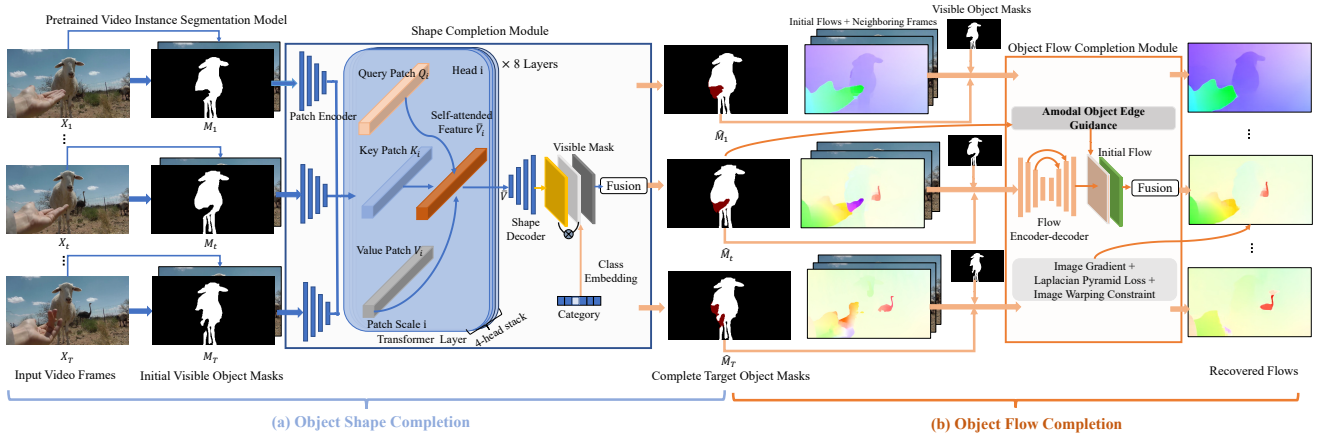 Pretrained Video Instance Segmentation Model
X_1
M_1
⋮
X_t
M_t
⋮
X_T
M_T
Input Video Frames
Initial Visible Object Masks
Shape Completion Module
Patch Encoder
Query Patch Q_i
Head i
× 8 Layers
Self-attended
Feature Ṽ_i
Key Patch K_i
Value Patch V_i
Patch Scale i
Transformer Layer
4-head stack
Ṽ
Shape
Decoder
Visible Mask
Fusion
Class
Embedding
Category
(a) Object Shape Completion
M̂_1
M̂_t
M̂_T
Complete Target Object Masks
Visible Object Masks
Initial Flows + Neighboring Frames
Object Flow Completion Module
Amodal Object Edge
Guidance
Initial Flow
Fusion
Flow
Encoder-decoder
Image Gradient +
Laplacian Pyramid Loss +
Image Warping Constraint
⋮
⋮
Recovered Flows
(b) Object Flow Completion